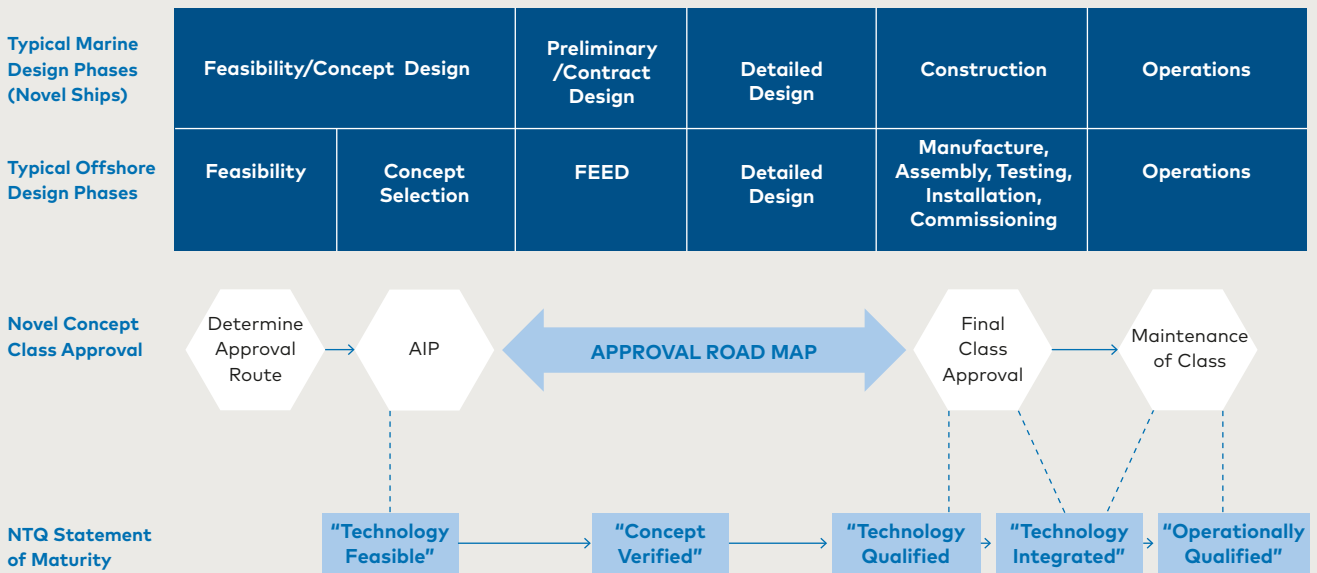 Typical Marine
Design Phases
(Novel Ships)
Feasibility/Concept Design
Preliminary
/Contract
Design
Detailed
Design
Construction
Operations
Typical Offshore
Design Phases
Feasibility
Concept
Selection
FEED
Detailed
Design
Manufacture,
Assembly, Testing,
Installation,
Commissioning
Operations
Novel Concept
Class Approval
Determine
Approval
Route
AIP
APPROVAL ROAD MAP
Final
Class
Approval
Maintenance
of Class
NTQ Statement
of Maturity
“Technology
Feasible”
“Concept
Verified”
“Technology
Qualified
“Technology
Integrated”
“Operationally
Qualified”